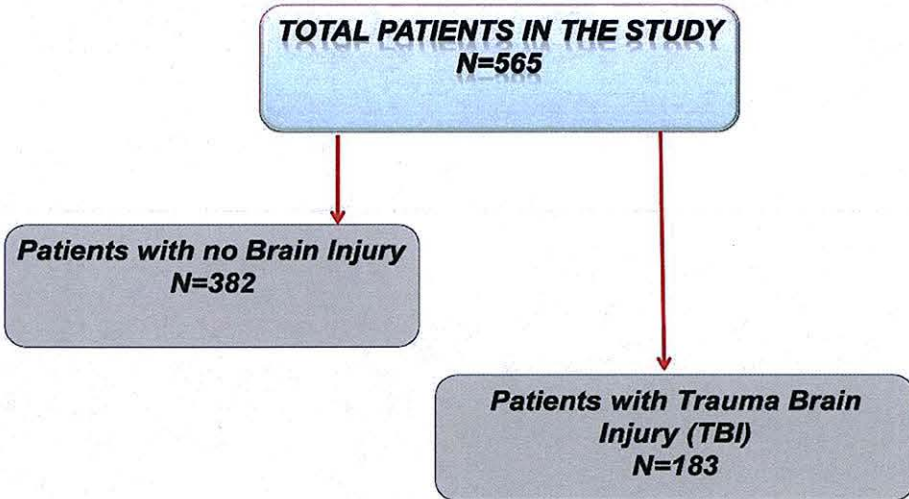 TOTAL PATIENTS IN THE STUDY
N=565
Patients with no Brain Injury
N=382
Patients with Trauma Brain
Injury (TBI)
N=183